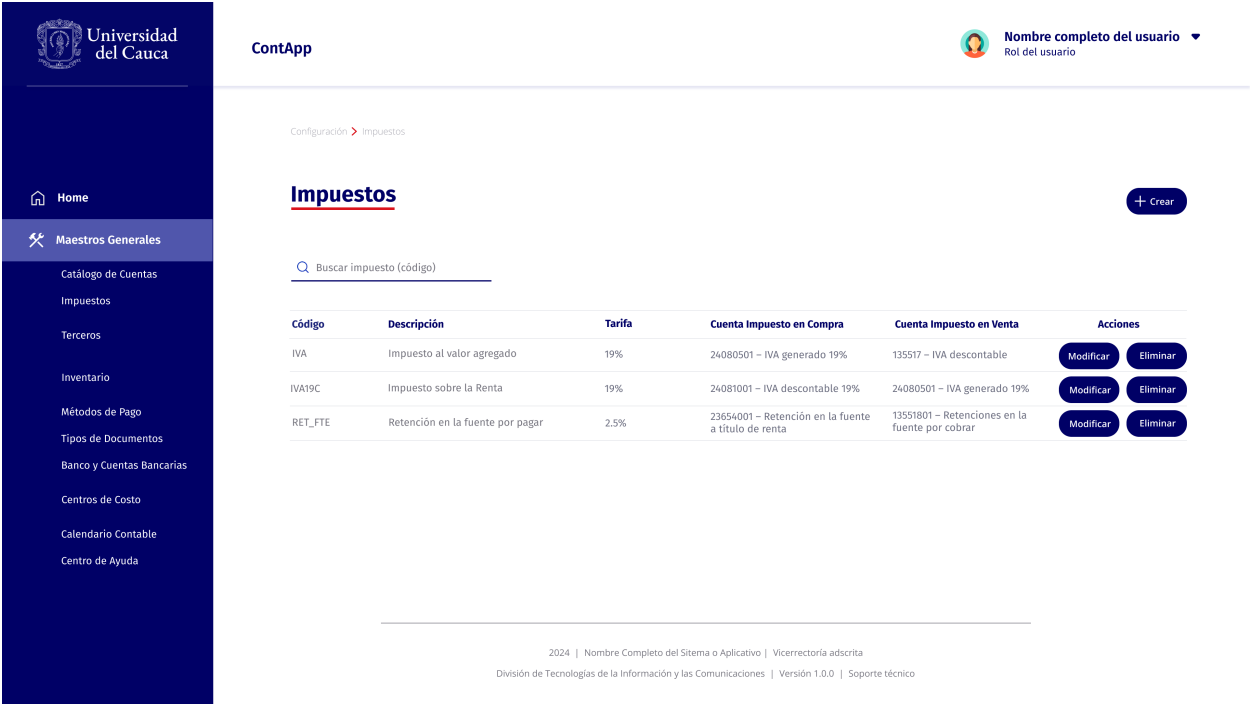 Universidad
del Cauca
ContApp
Nombre completo del usuario
Rol del usuario
Configuración > Impuestos
Home
Maestros Generales
Catálogo de Cuentas
Impuestos
Terceros
Inventario
Métodos de Pago
Tipos de Documentos
Banco y Cuentas Bancarias
Centros de Costo
Calendario Contable
Centro de Ayuda
Impuestos
+ Crear
Buscar impuesto (código)
Código Descripción Tarifa Cuenta Impuesto en Compra Cuenta Impuesto en Venta Acciones
IVA Impuesto al valor agregado 19% 24080501 – IVA generado 19% 135517 – IVA descontable Modificar Eliminar
IVA19C Impuesto sobre la Renta 19% 24081001 – IVA descontable 19% 24080501 – IVA generado 19% Modificar Eliminar
RET_FTE Retención en la fuente por pagar 2.5% 23654001 – Retención en la fuente a título de renta 13551801 – Retenciones en la fuente por cobrar Modificar Eliminar
2024 | Nombre Completo del Sitema o Aplicativo | Vicerrectoría adscrita
División de Tecnologías de la Información y las Comunicaciones | Versión 1.0.0 | Soporte técnico